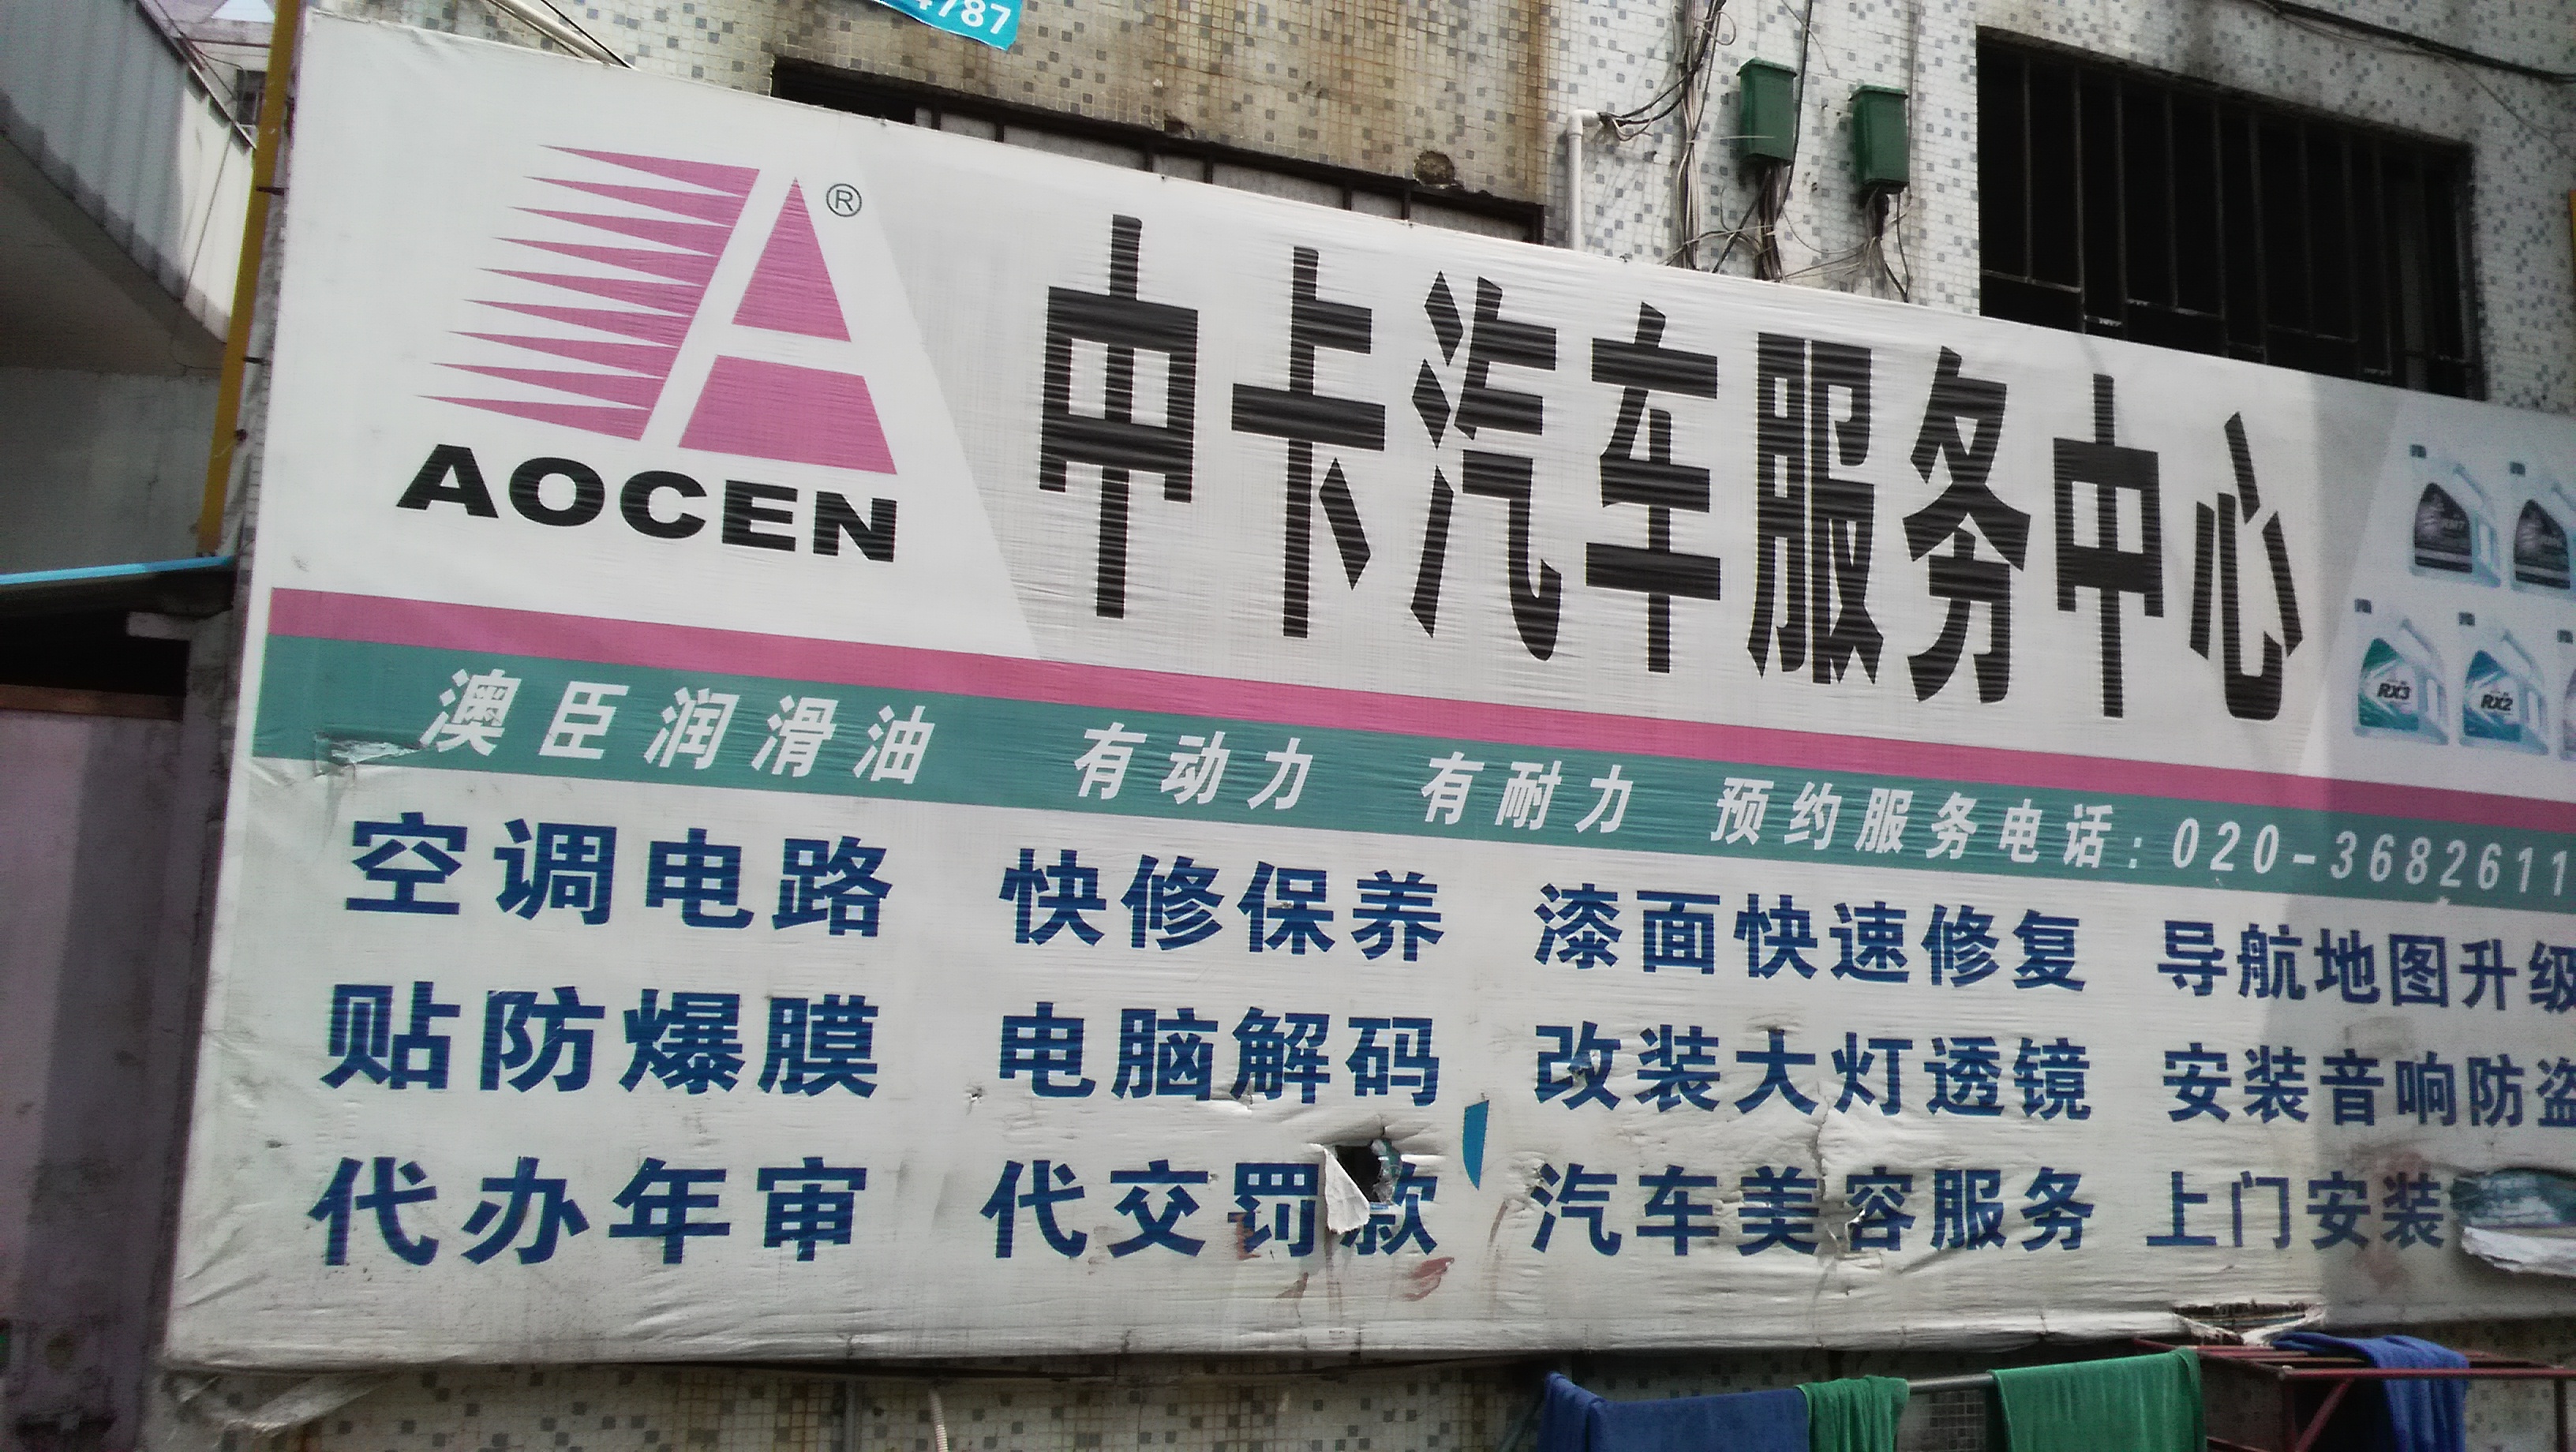 4787
®
AOCEN
中卡汽车服务中心
RX3 RX2
澳臣润滑油 有动力 有耐力 预约服务电话：020-3682611
空调电路 快修保养 漆面快速修复 导航地图升级
贴防爆膜 电脑解码 改装大灯透镜 安装音响防盗
代办年审 代交罚款 汽车美容服务 上门安装